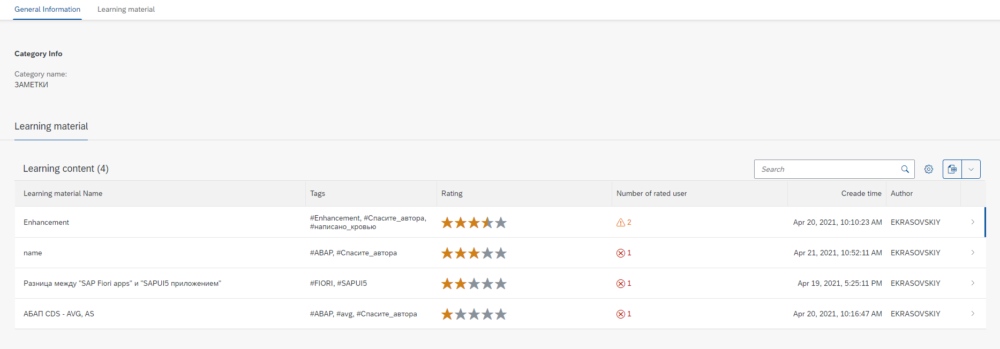 General Information Learning material
Category Info
Category name:
ЗАМЕТКИ
Learning material
Learning content (4) Search
Learning material Name Tags Rating Number of rated user Creade time Author
Enhancement #Enhancement, #Спасите_автора, #написано_кровью 2 Apr 20, 2021, 10:10:23 AM EKRASOVSKIY
name #ABAP, #Спасите_автора 1 Apr 21, 2021, 10:52:11 AM EKRASOVSKIY
Разница между "SAP Fiori apps" и "SAPUI5 приложением" #FIORI, #SAPUI5 1 Apr 19, 2021, 5:25:11 PM EKRASOVSKIY
АБАП CDS - AVG, AS #ABAP, #avg, #Спасите_автора 1 Apr 20, 2021, 10:16:47 AM EKRASOVSKIY